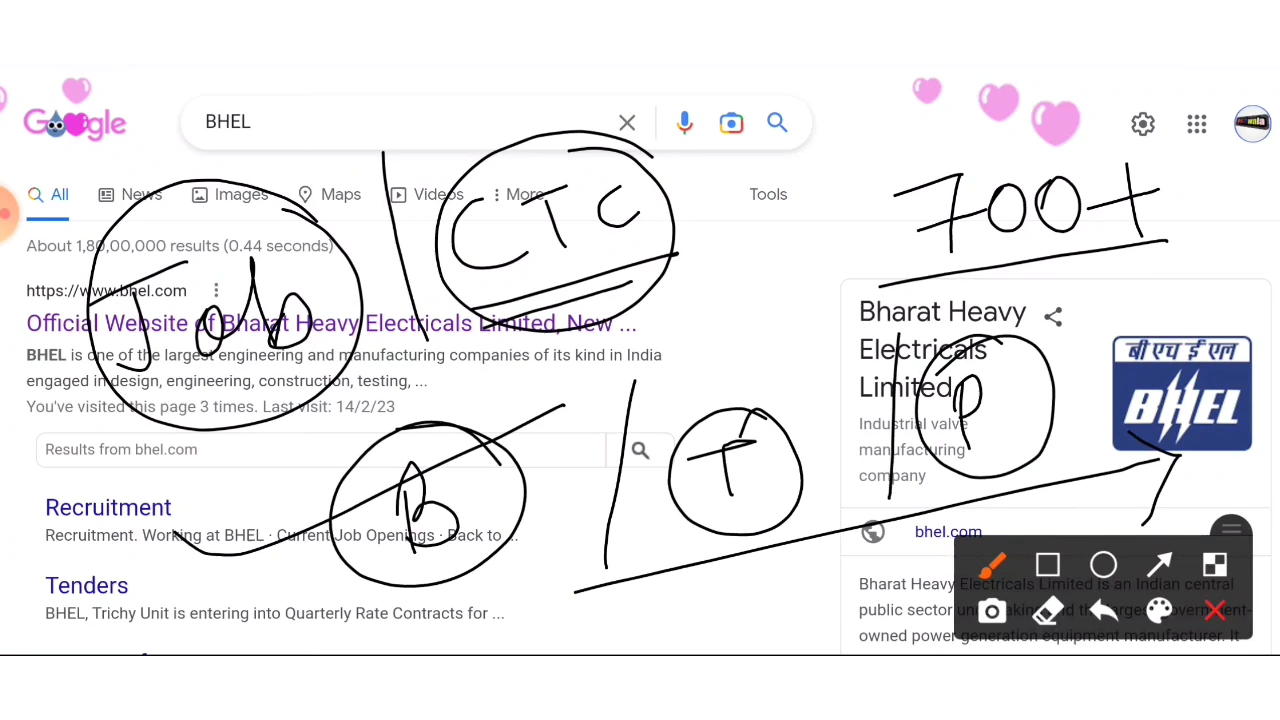 Google
BHEL
All News Images Maps Videos More Tools
About 1,80,00,000 results (0.44 seconds)
https://www.bhel.com
Official Website of Bharat Heavy Electricals Limited, New ...
BHEL is one of the largest engineering and manufacturing companies of its kind in India
engaged in design, engineering, construction, testing, ...
You've visited this page 3 times. Last visit: 14/2/23
Results from bhel.com
Recruitment
Recruitment. Working at BHEL · Current Job Openings · Back to ...
Tenders
BHEL, Trichy Unit is entering into Quarterly Rate Contracts for ...
Job
CTC
700+
B
T
P
Bharat Heavy
Electricals
Limited
Industrial valve
manufacturing
company
बी एच ई एल
BHEL
bhel.com
Bharat Heavy Electricals Limited is an Indian central
public sector and the largest government-
owned power generation equipment manufacturer. It